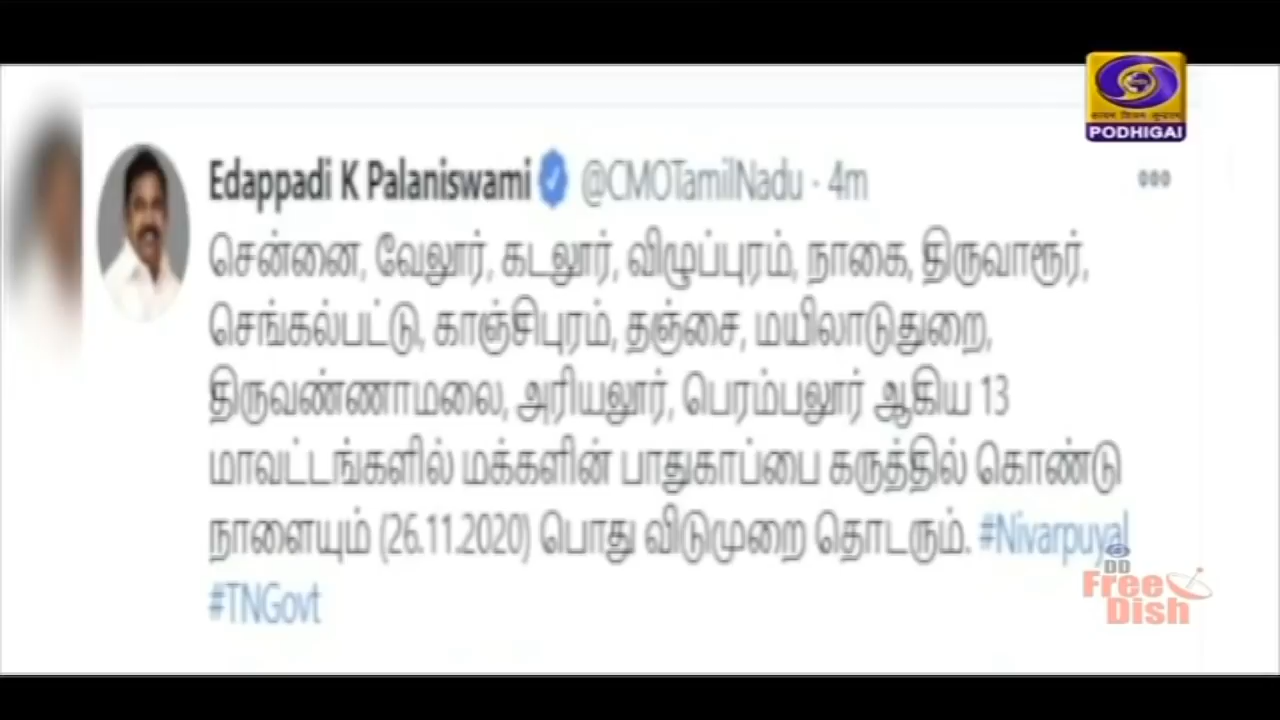 PODHIGAI
Edappadi K Palaniswami @CMOTamilNadu · 4m
சென்னை, வேலூர், கடலூர், விழுப்புரம், நாகை, திருவாரூர்,
செங்கல்பட்டு, காஞ்சிபுரம், தஞ்சை, மயிலாடுதுறை,
திருவண்ணாமலை, அரியலூர், பெரம்பலூர் ஆகிய 13
மாவட்டங்களில் மக்களின் பாதுகாப்பை கருத்தில் கொண்டு
நாளையும் (26.11.2020) பொது விடுமுறை தொடரும். #Nivarpuyal
#TNGovt
DD
Free
Dish